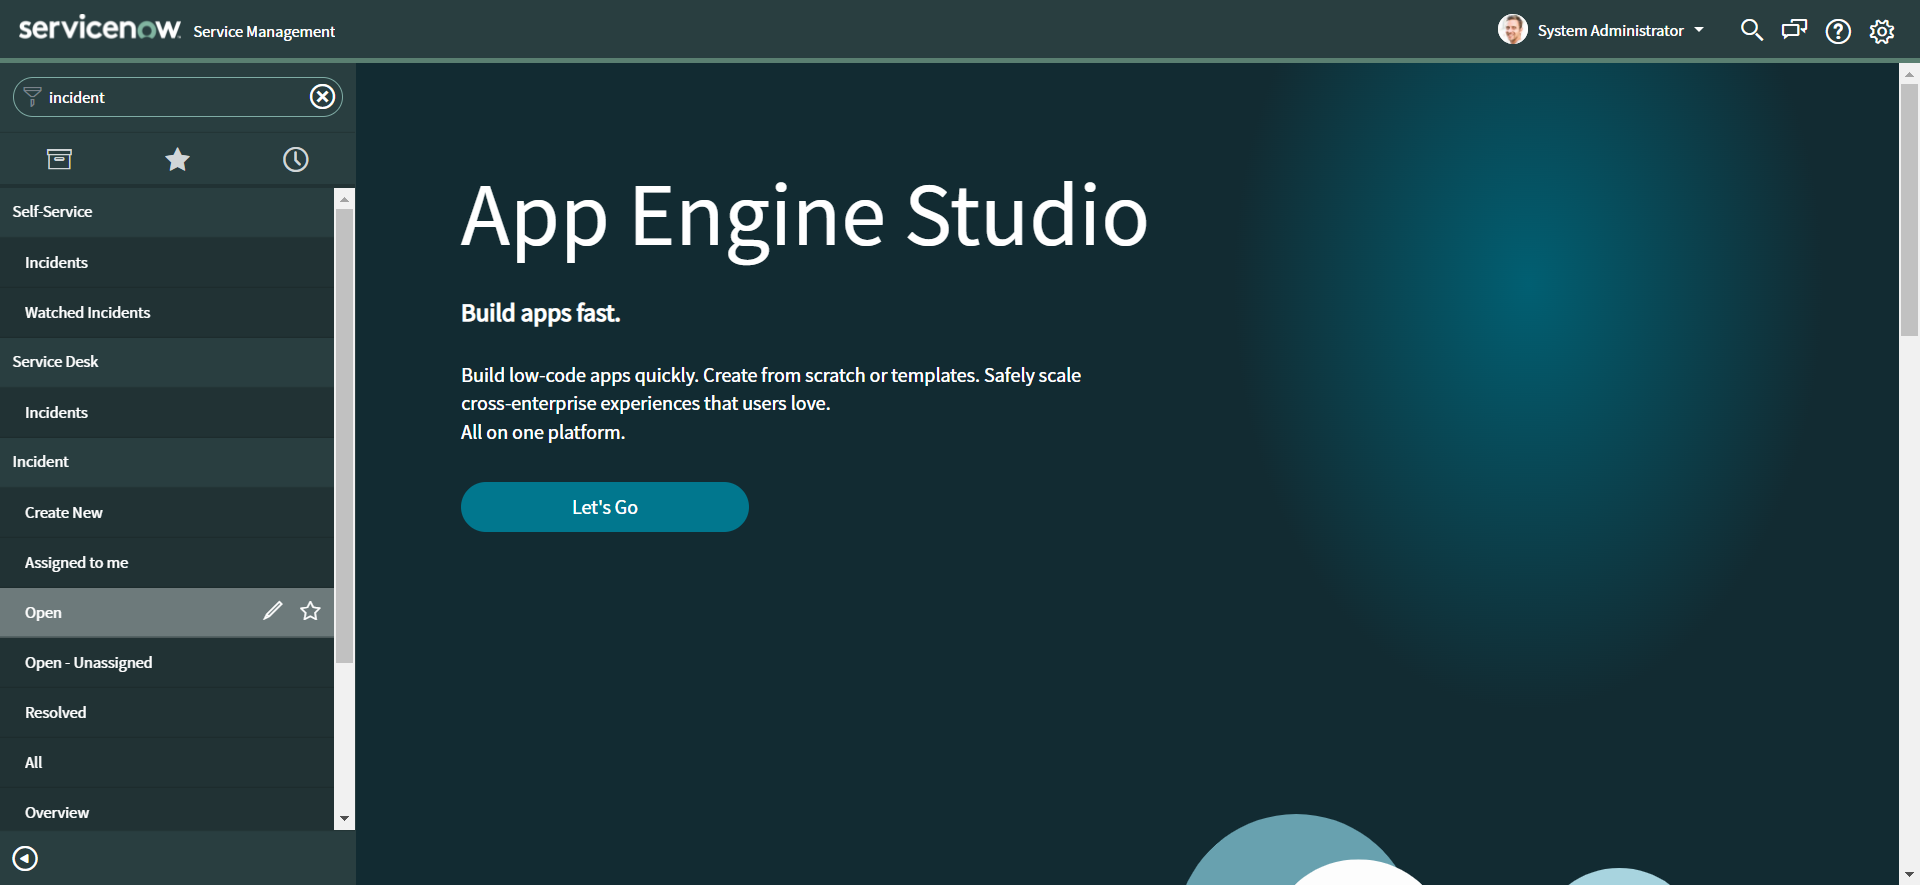 servicenow Service Management
System Administrator
incident
Self-Service
Incidents
Watched Incidents
Service Desk
Incidents
Incident
Create New
Assigned to me
Open
Open - Unassigned
Resolved
All
Overview
App Engine Studio
Build apps fast.
Build low-code apps quickly. Create from scratch or templates. Safely scale
cross-enterprise experiences that users love.
All on one platform.
Let's Go